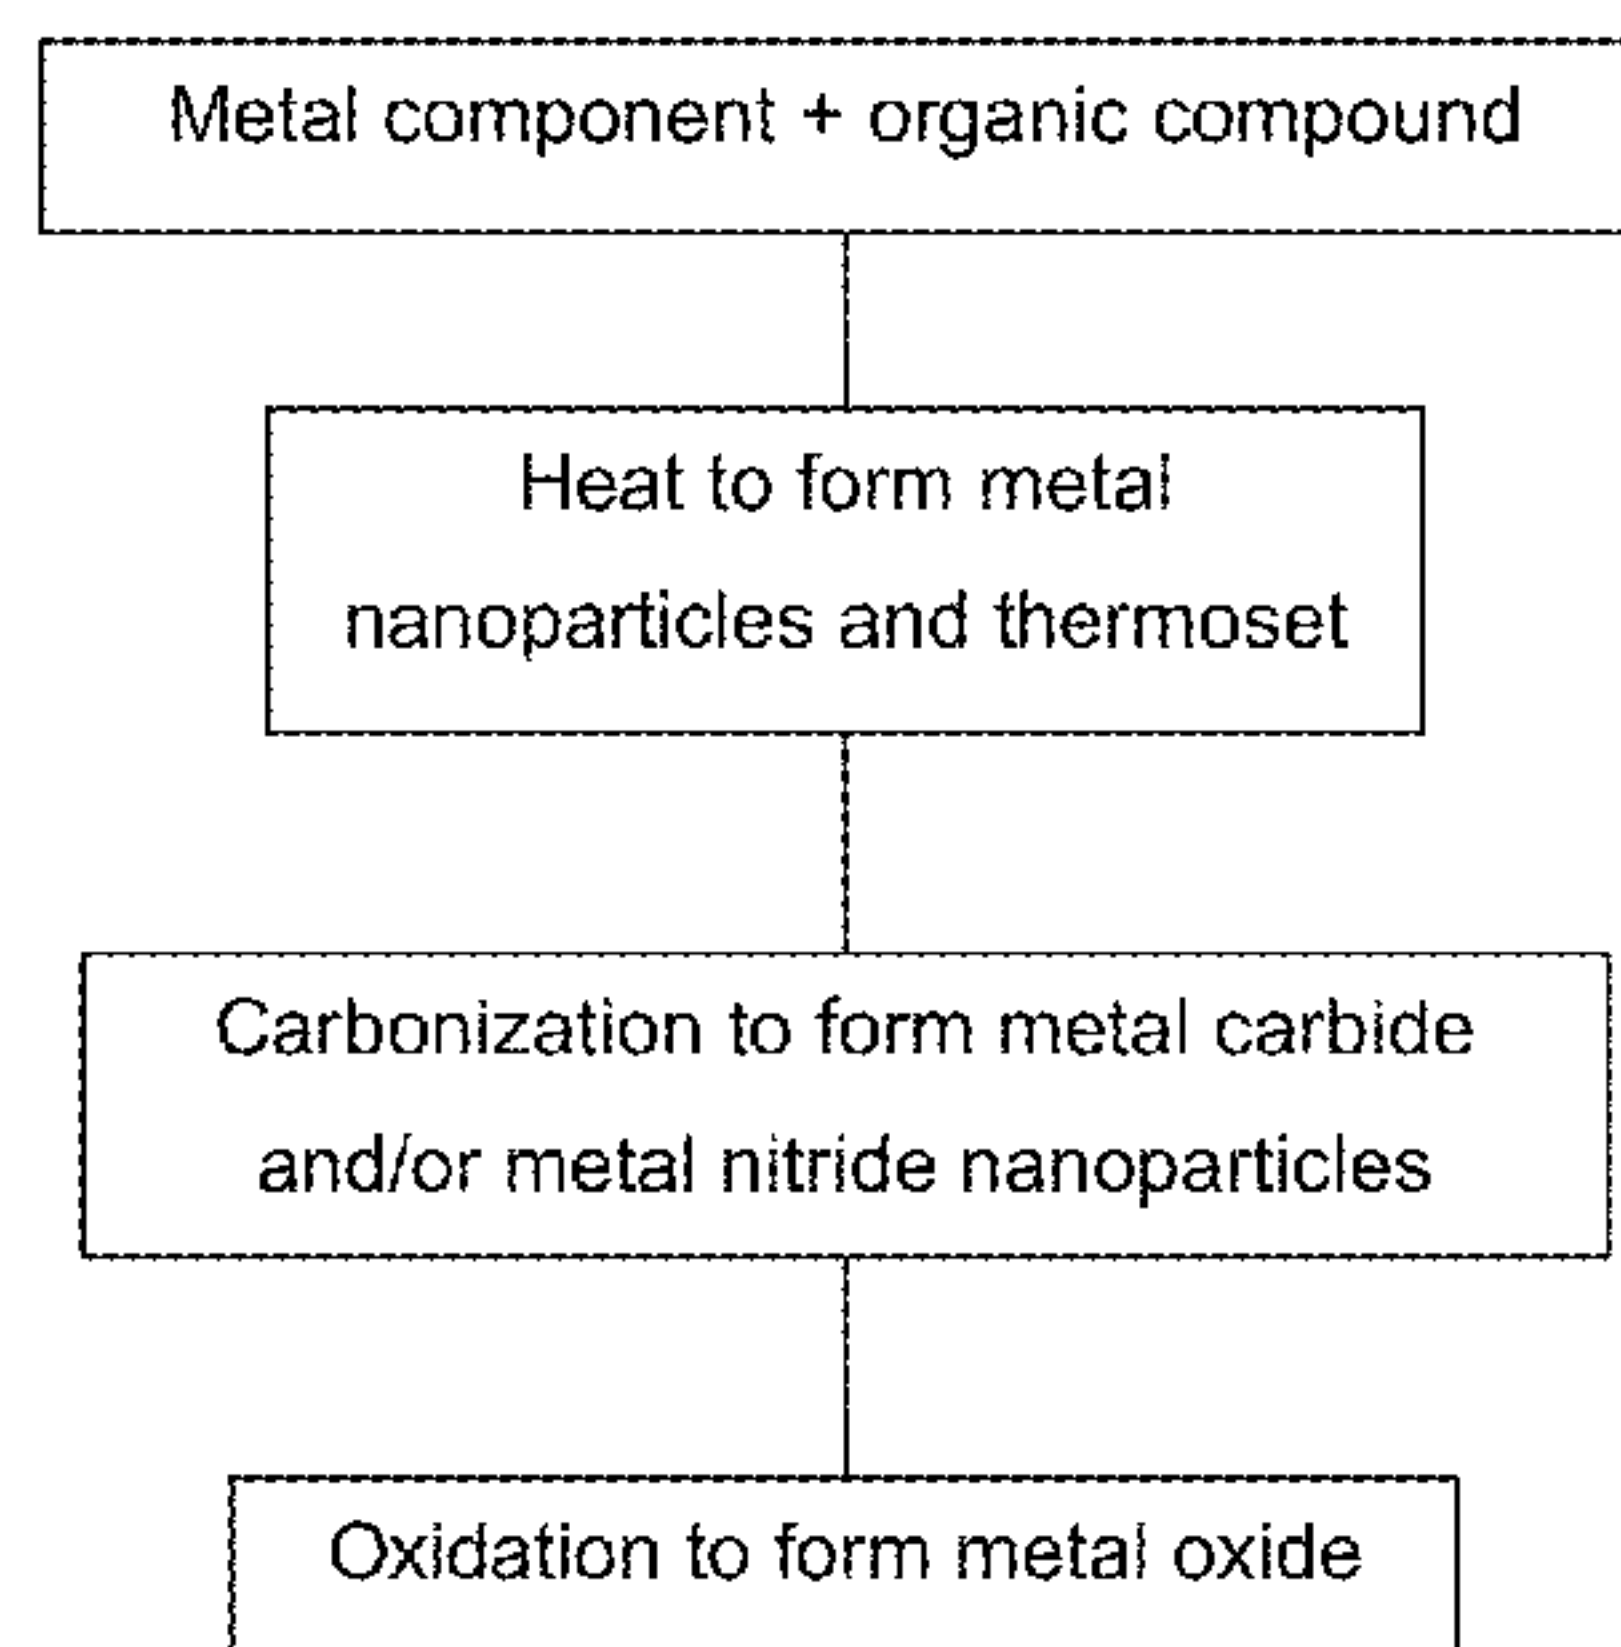 Metal component + organic compound
Heat to form metal
nanoparticles and thermoset
Carbonization to form metal carbide
and/or metal nitride nanoparticles
Oxidation to form metal oxide